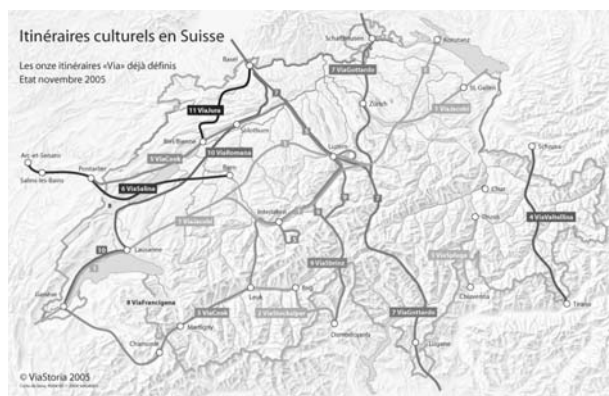 Itinéraires culturels en Suisse
Les onze itinéraires «Via» déjà définis
Etat novembre 2005
Schaffhausen
Konstanz
Basel
7 ViaGottardo
St. Gallen
11 ViaJura
Zürich
Biel/Bienne
Solothurn
10 ViaRomana
Arc-et-Senans
Salins-les-Bains
Pontarlier
5 ViaCook
Bern
Luzern
Schruns
6 ViaSalina
Chur
Interlaken
Thusis
4 ViaValtellina
Lausanne
10
9 ViaSbrinz
Genève
8 ViaFrancigena
Leuk
Brig
Chiavenna
7 ViaGottardo
Tirano
5 ViaCook
2 ViaStockalper
Martigny
Domodossola
Lugano
Chamonix
© ViaStoria 2005